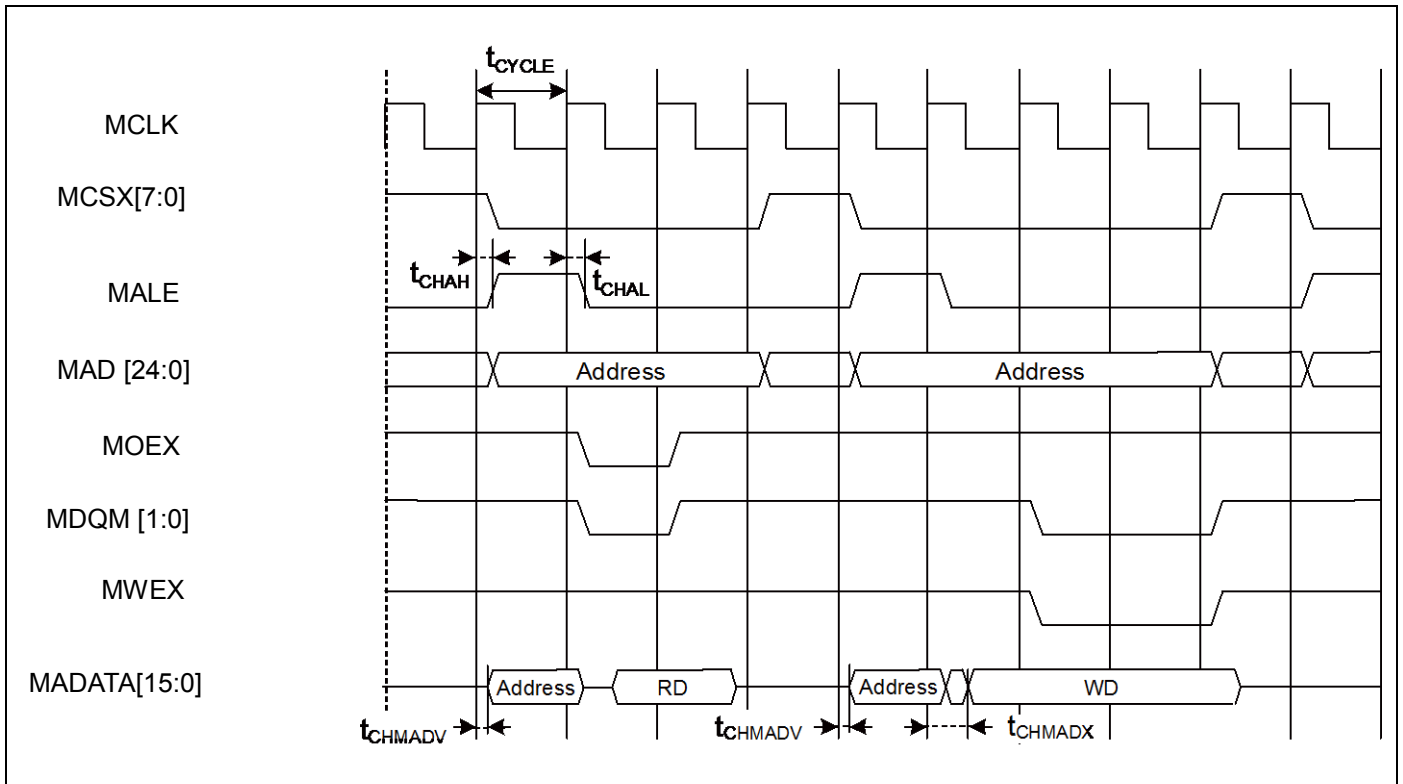 tCYCLE
MCLK
MCSX[7:0]
tCHAH
tCHAL
MALE
MAD [24:0]
Address
Address
MOEX
MDQM [1:0]
MWEX
MADATA[15:0]
Address
RD
Address
WD
tCHMADV
tCHMADV
tCHMADX